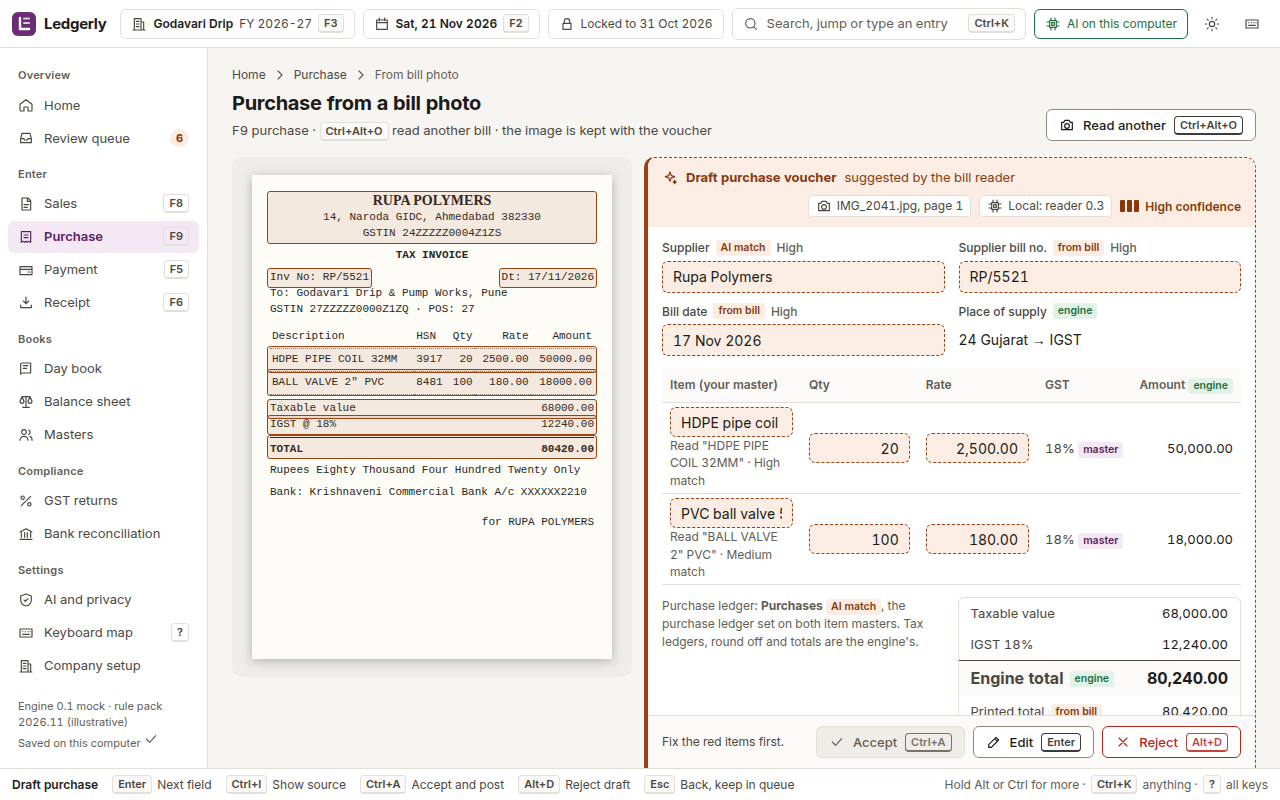 Ledgerly
Godavari Drip FY 2026-27 F3
Sat, 21 Nov 2026 F2
Locked to 31 Oct 2026
Search, jump or type an entry Ctrl+K
AI on this computer
Overview
Home
Review queue 6
Enter
Sales F8
Purchase F9
Payment F5
Receipt F6
Books
Day book
Balance sheet
Masters
Compliance
GST returns
Bank reconciliation
Settings
AI and privacy
Keyboard map ?
Company setup
Engine 0.1 mock · rule pack
2026.11 (illustrative)
Saved on this computer
Home > Purchase > From bill photo
Purchase from a bill photo
F9 purchase · Ctrl+Alt+O read another bill · the image is kept with the voucher
Read another Ctrl+Alt+O
RUPA POLYMERS
14, Naroda GIDC, Ahmedabad 382330
GSTIN 24ZZZZZ0004Z1ZS
TAX INVOICE
Inv No: RP/5521 Dt: 17/11/2026
To: Godavari Drip & Pump Works, Pune
GSTIN 27ZZZZZ0000Z1ZQ · POS: 27
Description HSN Qty Rate Amount
HDPE PIPE COIL 32MM 3917 20 2500.00 50000.00
BALL VALVE 2" PVC 8481 100 180.00 18000.00
Taxable value 68000.00
IGST @ 18% 12240.00
TOTAL 80420.00
Rupees Eighty Thousand Four Hundred Twenty Only
Bank: Krishnaveni Commercial Bank A/c XXXXXX2210
for RUPA POLYMERS
Draft purchase voucher suggested by the bill reader
IMG_2041.jpg, page 1 Local: reader 0.3 High confidence
Supplier AI match High
Rupa Polymers
Supplier bill no. from bill High
RP/5521
Bill date from bill High
17 Nov 2026
Place of supply engine
24 Gujarat → IGST
Item (your master) Qty Rate GST Amount engine
HDPE pipe coil 20 2,500.00 18% master 50,000.00
Read "HDPE PIPE
COIL 32MM" · High
match
PVC ball valve 100 180.00 18% master 18,000.00
Read "BALL VALVE
2" PVC" · Medium
match
Purchase ledger: Purchases AI match, the
purchase ledger set on both item masters. Tax
ledgers, round off and totals are the engine's.
Taxable value 68,000.00
IGST 18% 12,240.00
Engine total engine 80,240.00
Printed total from bill 80,420.00
Fix the red items first.
Accept Ctrl+A
Edit Enter
Reject Alt+D
Draft purchase Enter Next field Ctrl+I Show source Ctrl+A Accept and post Alt+D Reject draft Esc Back, keep in queue
Hold Alt or Ctrl for more · Ctrl+K anything · ? all keys